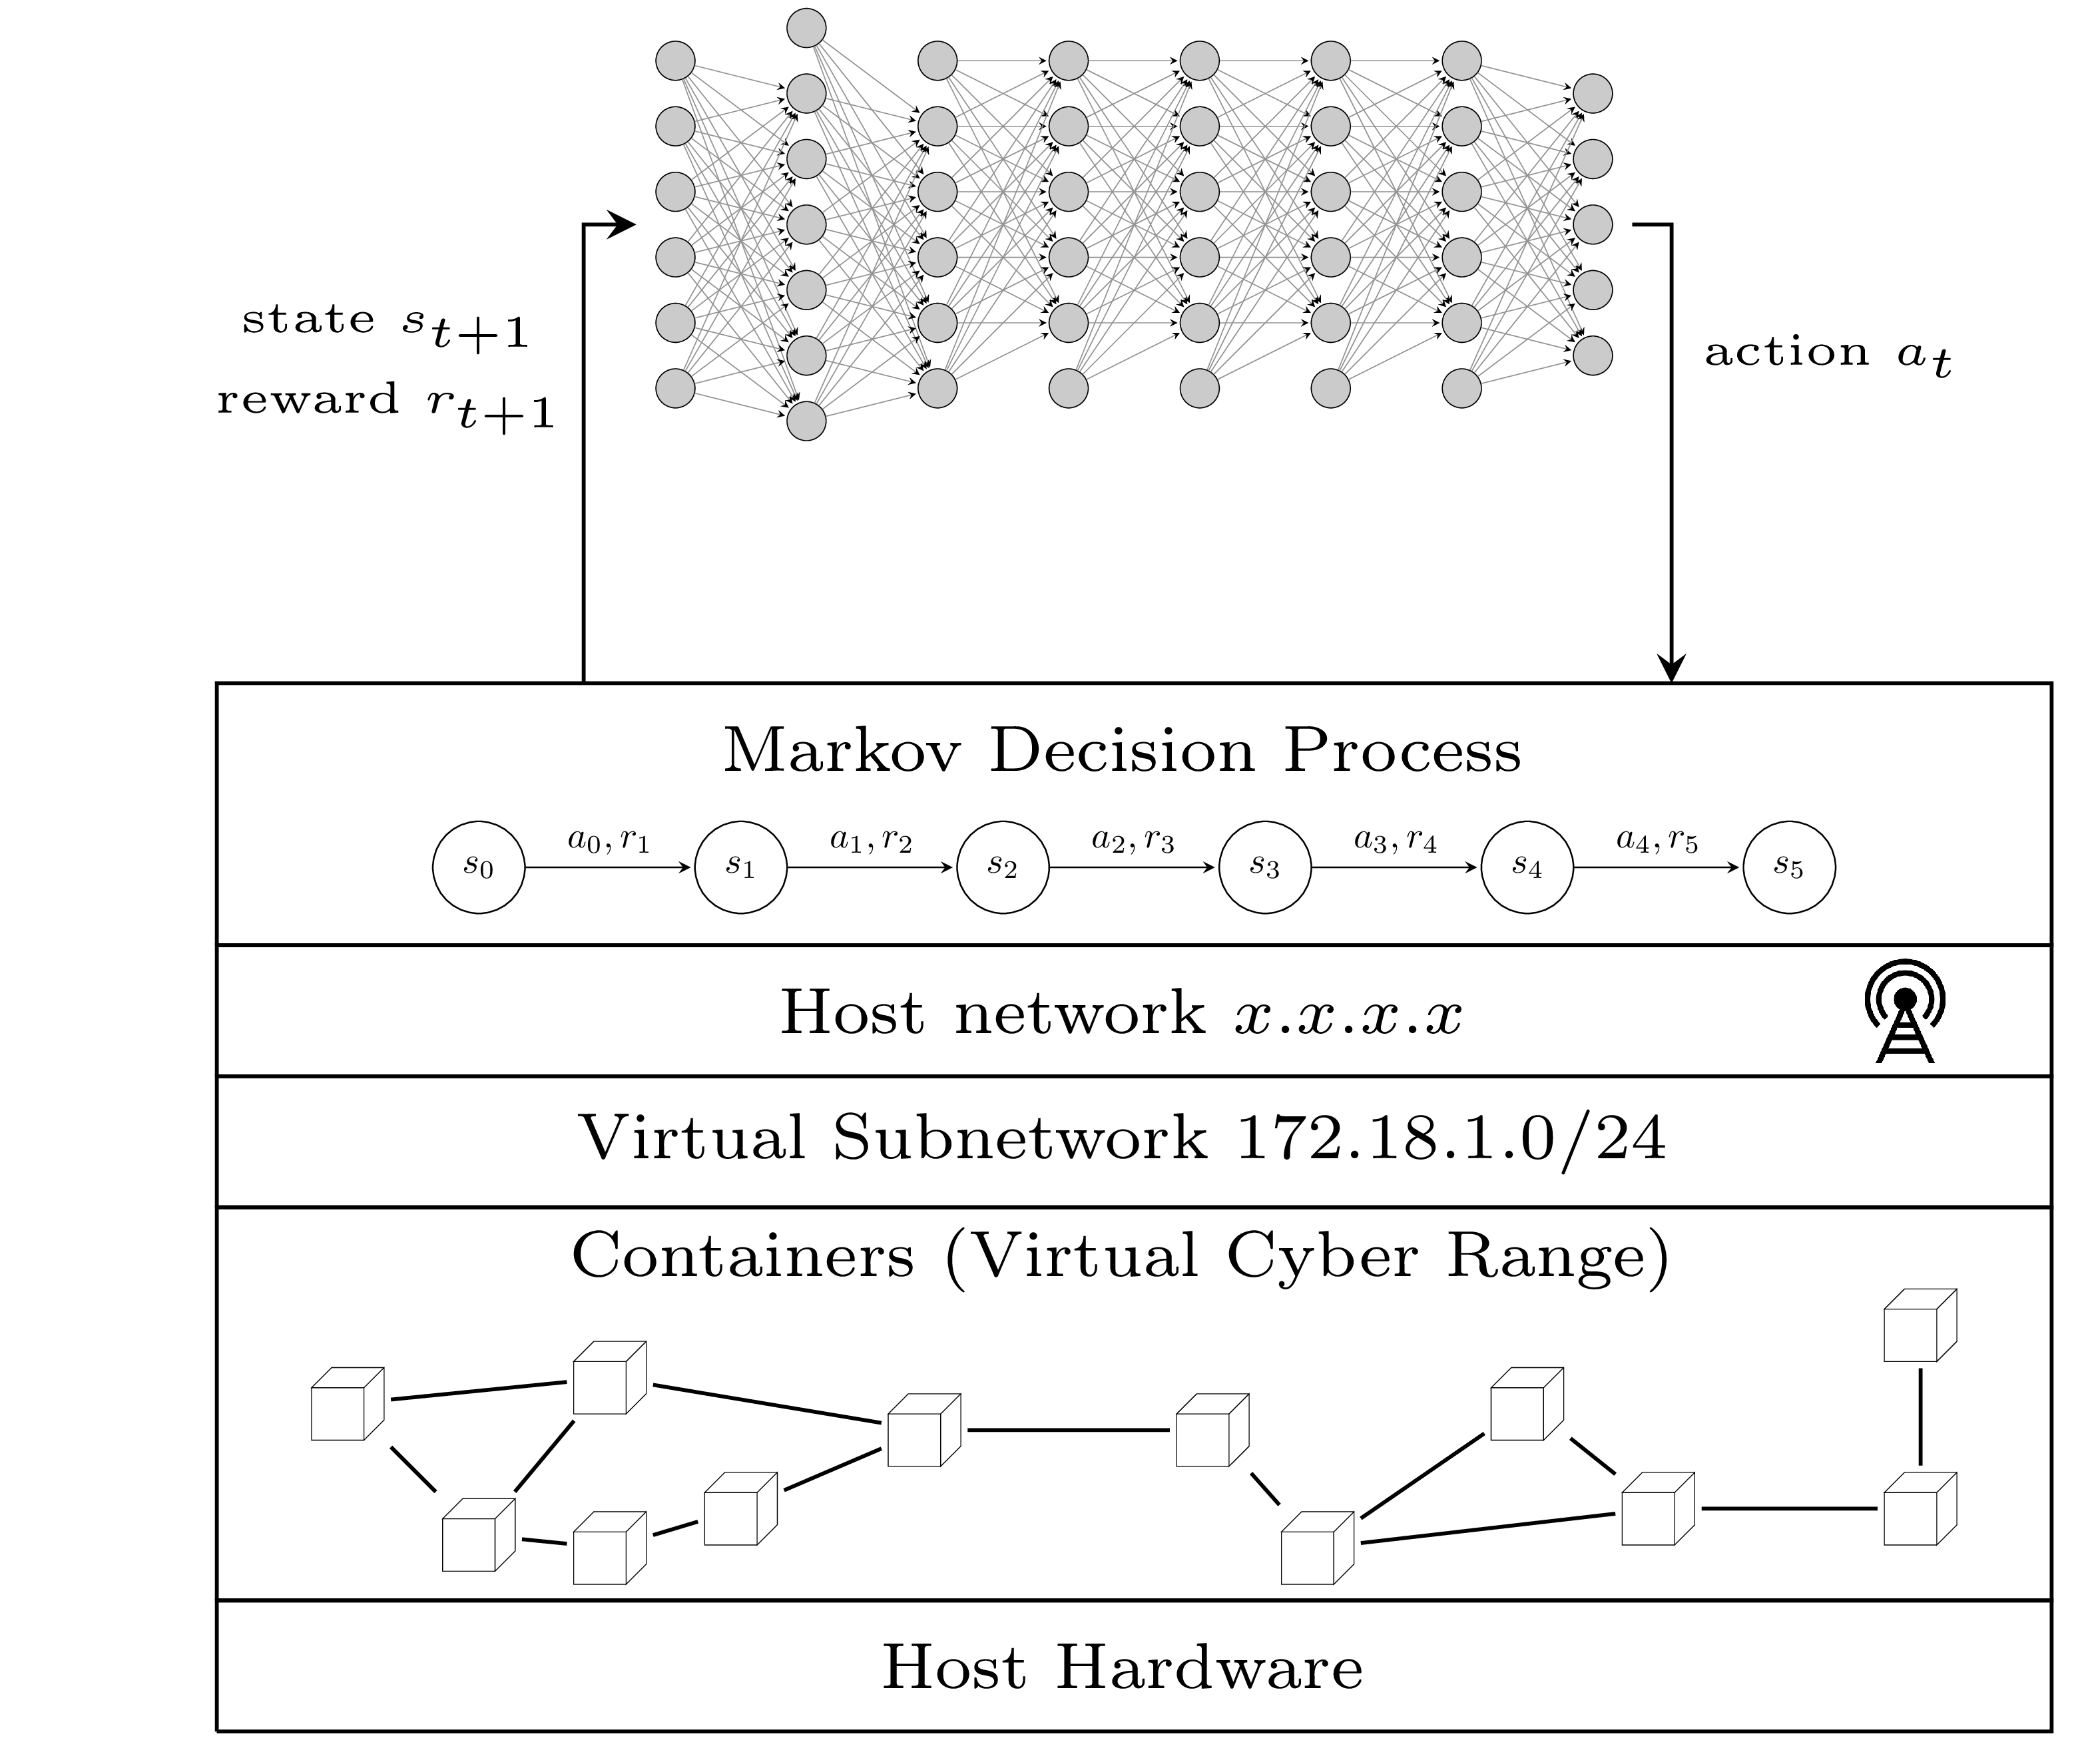 state s_{t+1}
reward r_{t+1}
action a_t
Markov Decision Process
a_0, r_1 a_1, r_2 a_2, r_3 a_3, r_4 a_4, r_5
s_0 s_1 s_2 s_3 s_4 s_5
Host network x.x.x.x
Virtual Subnetwork 172.18.1.0/24
Containers (Virtual Cyber Range)
Host Hardware